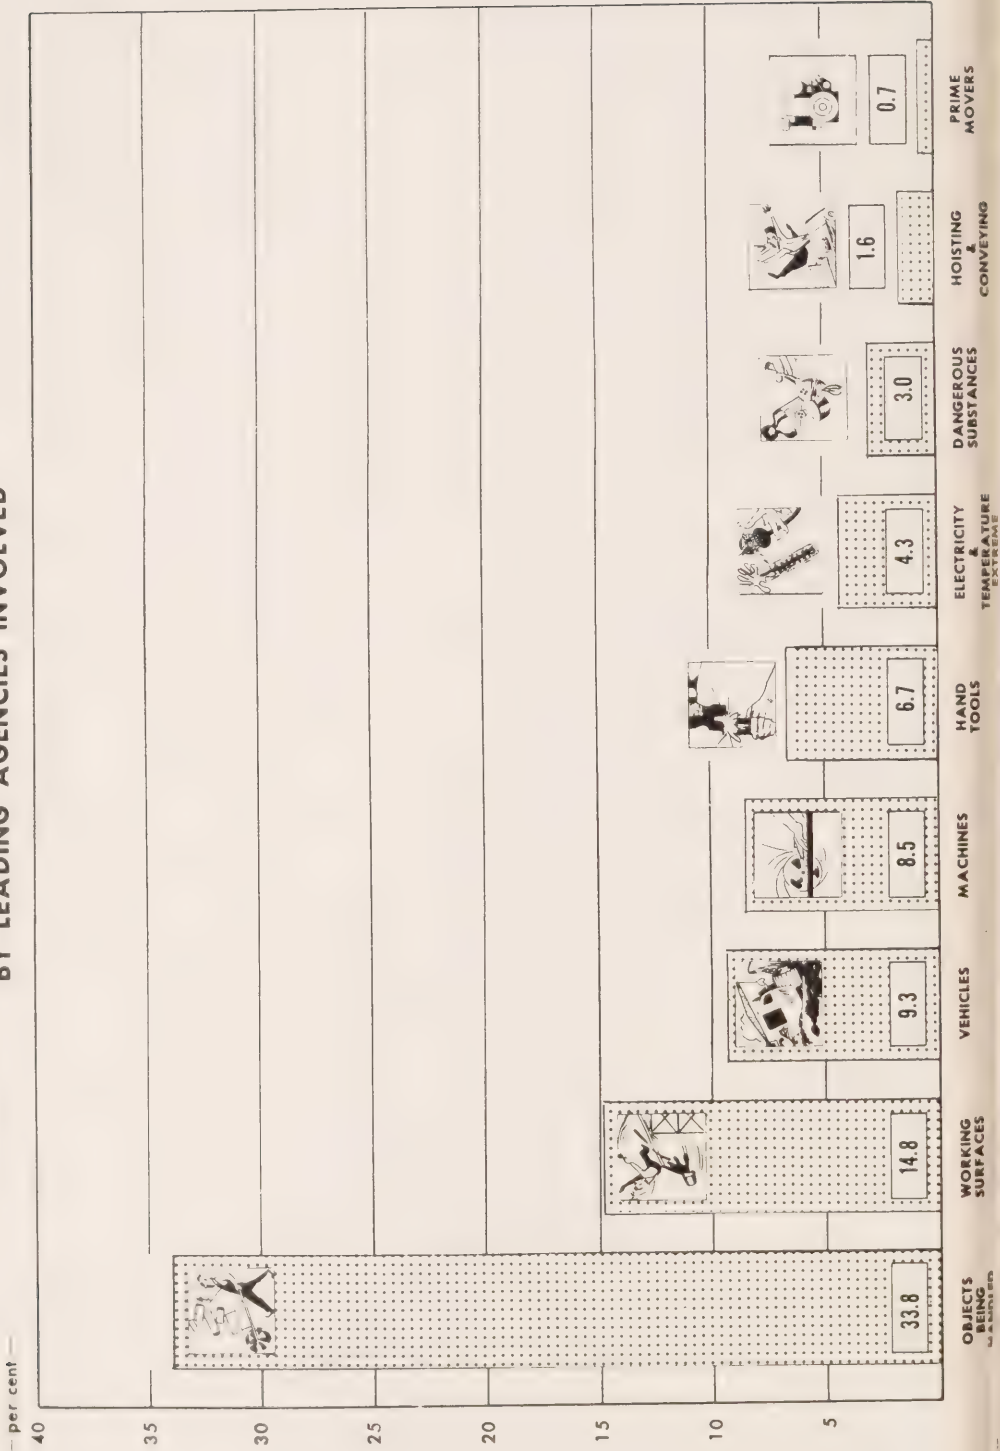 BY LEADING AGENCIES INVOLVED
— per cent —
40
35
30
25
20
15
10
5
33.8
14.8
9.3
8.5
6.7
4.3
3.0
1.6
0.7
OBJECTS
BEING
HANDLED
WORKING
SURFACES
VEHICLES
MACHINES
HAND
TOOLS
ELECTRICITY
&
TEMPERATURE
EXTREME
DANGEROUS
SUBSTANCES
HOISTING
&
CONVEYING
PRIME
MOVERS